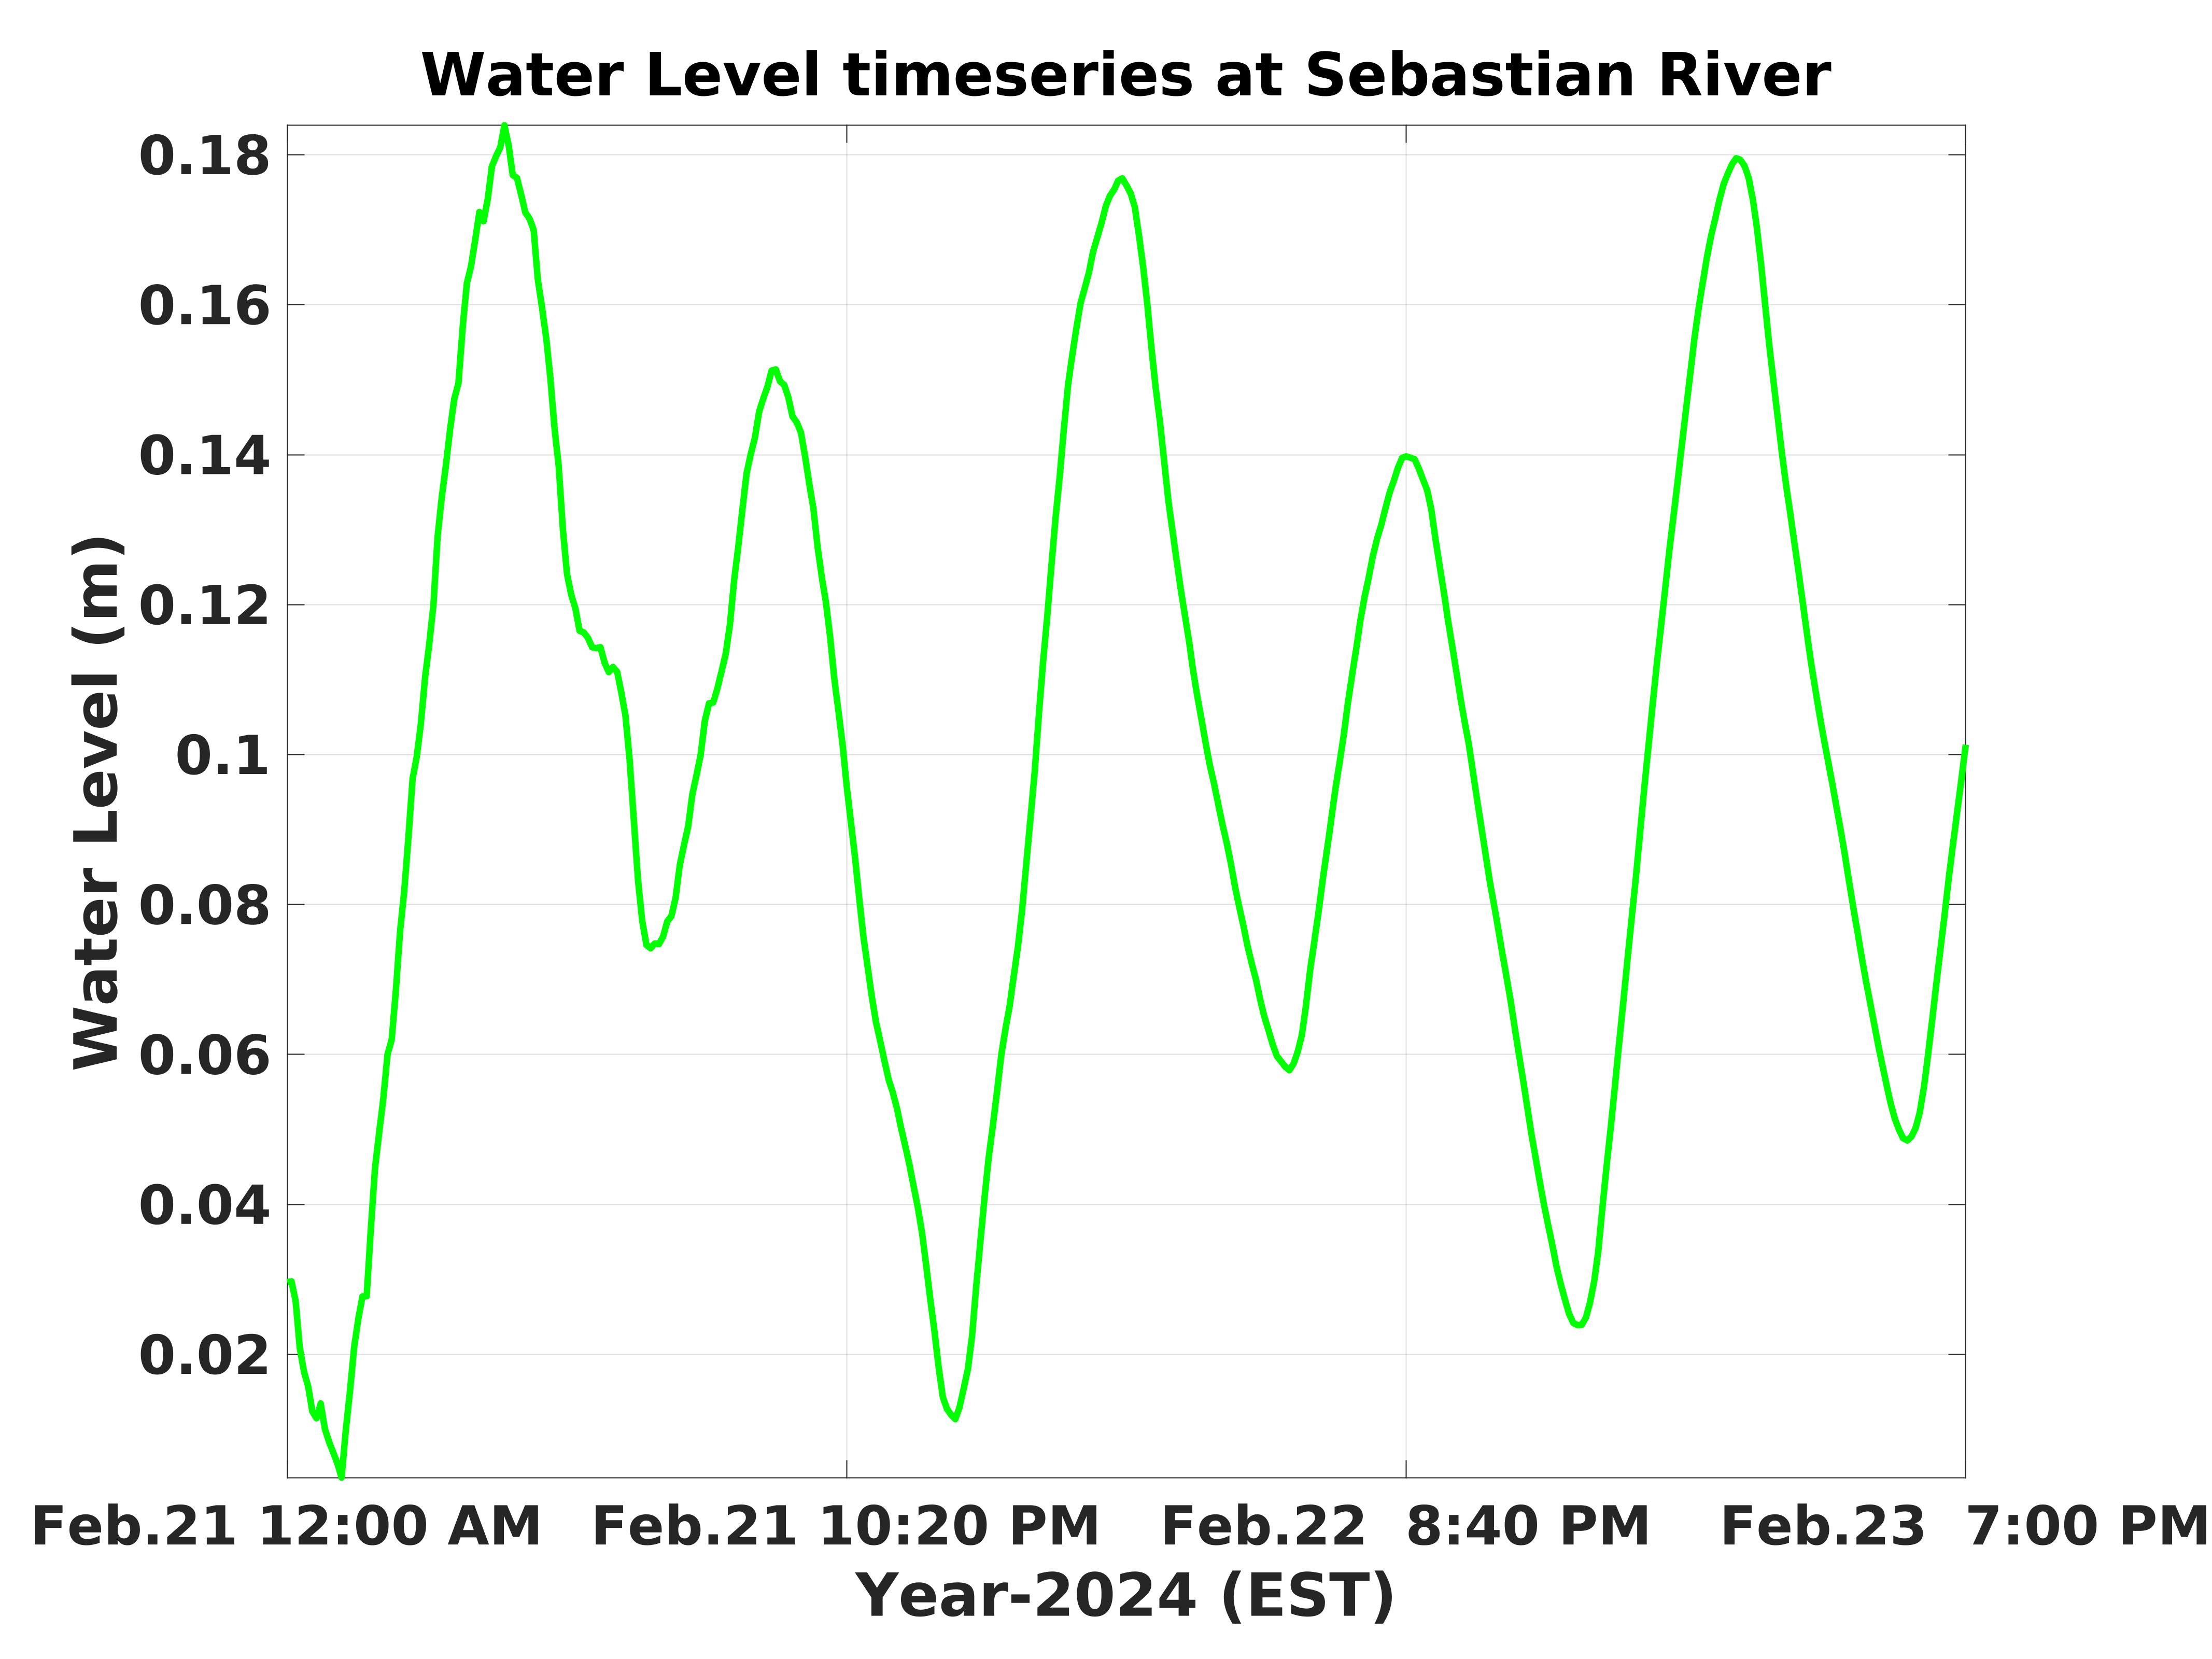 Water Level timeseries at Sebastian River
0.18
0.16
0.14
0.12
0.1
0.08
0.06
0.04
0.02
Water Level (m)
Feb.21 12:00 AM Feb.21 10:20 PM Feb.22 8:40 PM Feb.23 7:00 PM
Year-2024 (EST)